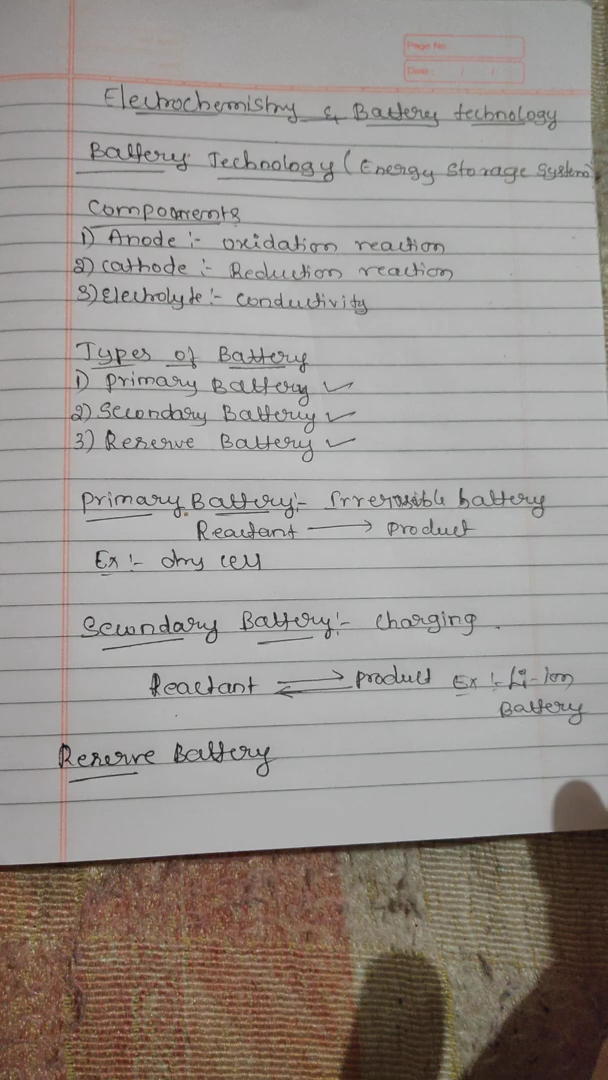 Page No.
Date: / /
Electrochemistry & Battery technology
Battery Technology (Energy Storage System)
Components
1) Anode :- oxidation reaction
2) Cathode :- Reduction reaction
3) Electrolyte :- conductivity
Types of Battery
1) Primary Battery ✓
2) Secondary Battery ✓
3) Reserve Battery ✓
Primary Battery :- Irreversible battery
Reactant → product
Ex :- dry cell
Secondary Battery :- charging.
Reactant ⇌ product Ex :- Li-ion
Battery
Reserve Battery